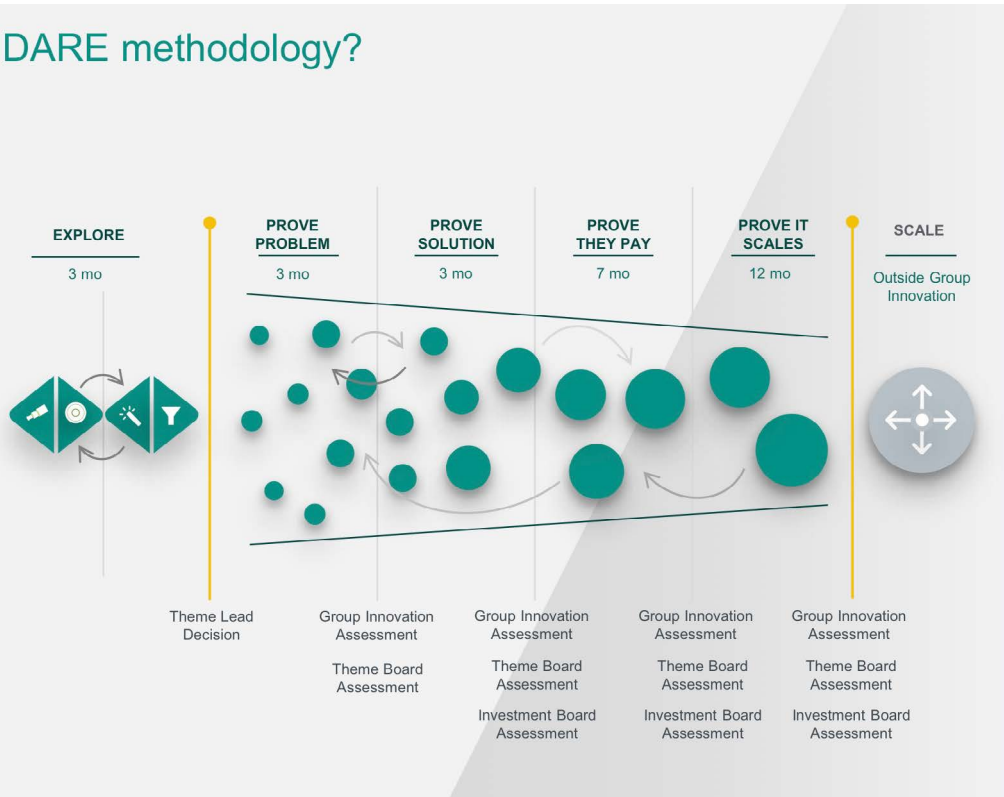 DARE methodology?
EXPLORE
3 mo
PROVE
PROBLEM
3 mo
PROVE
SOLUTION
3 mo
PROVE
THEY PAY
7 mo
PROVE IT
SCALES
12 mo
SCALE
Outside Group
Innovation
Theme Lead
Decision
Group Innovation
Assessment
Theme Board
Assessment
Group Innovation
Assessment
Theme Board
Assessment
Investment Board
Assessment
Group Innovation
Assessment
Theme Board
Assessment
Investment Board
Assessment
Group Innovation
Assessment
Theme Board
Assessment
Investment Board
Assessment